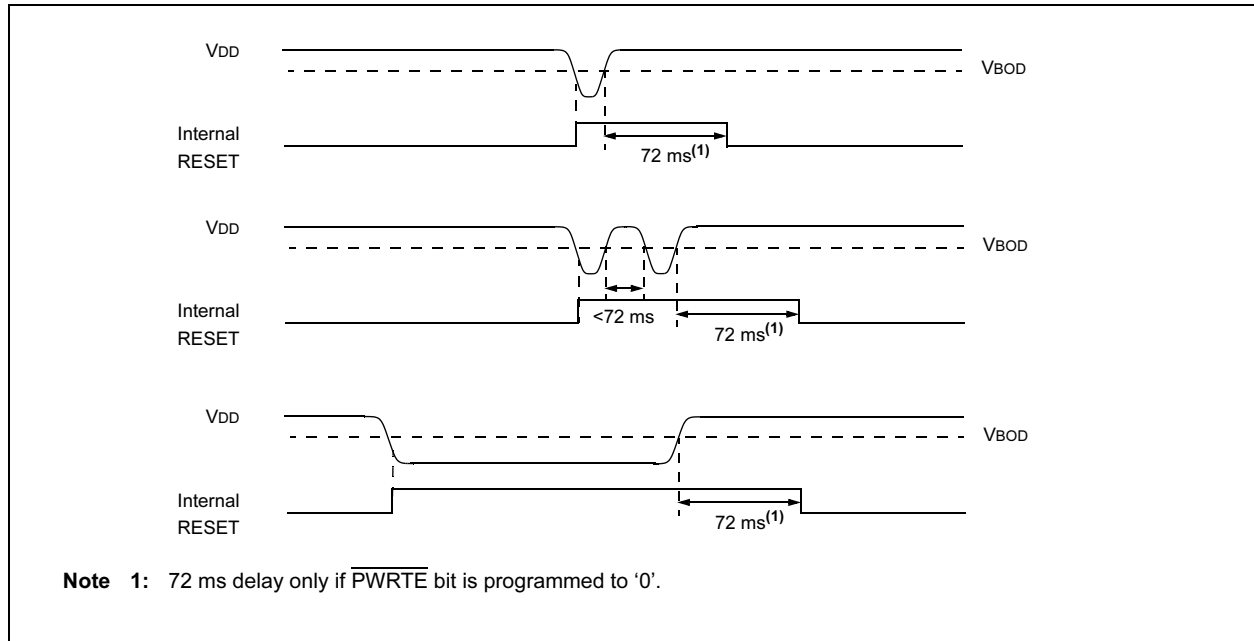 VDD
VBOD
Internal
RESET
72 ms(1)
VDD
VBOD
Internal
RESET
<72 ms
72 ms(1)
VDD
VBOD
Internal
RESET
72 ms(1)
Note 1: 72 ms delay only if PWRTE bit is programmed to ‘0’.